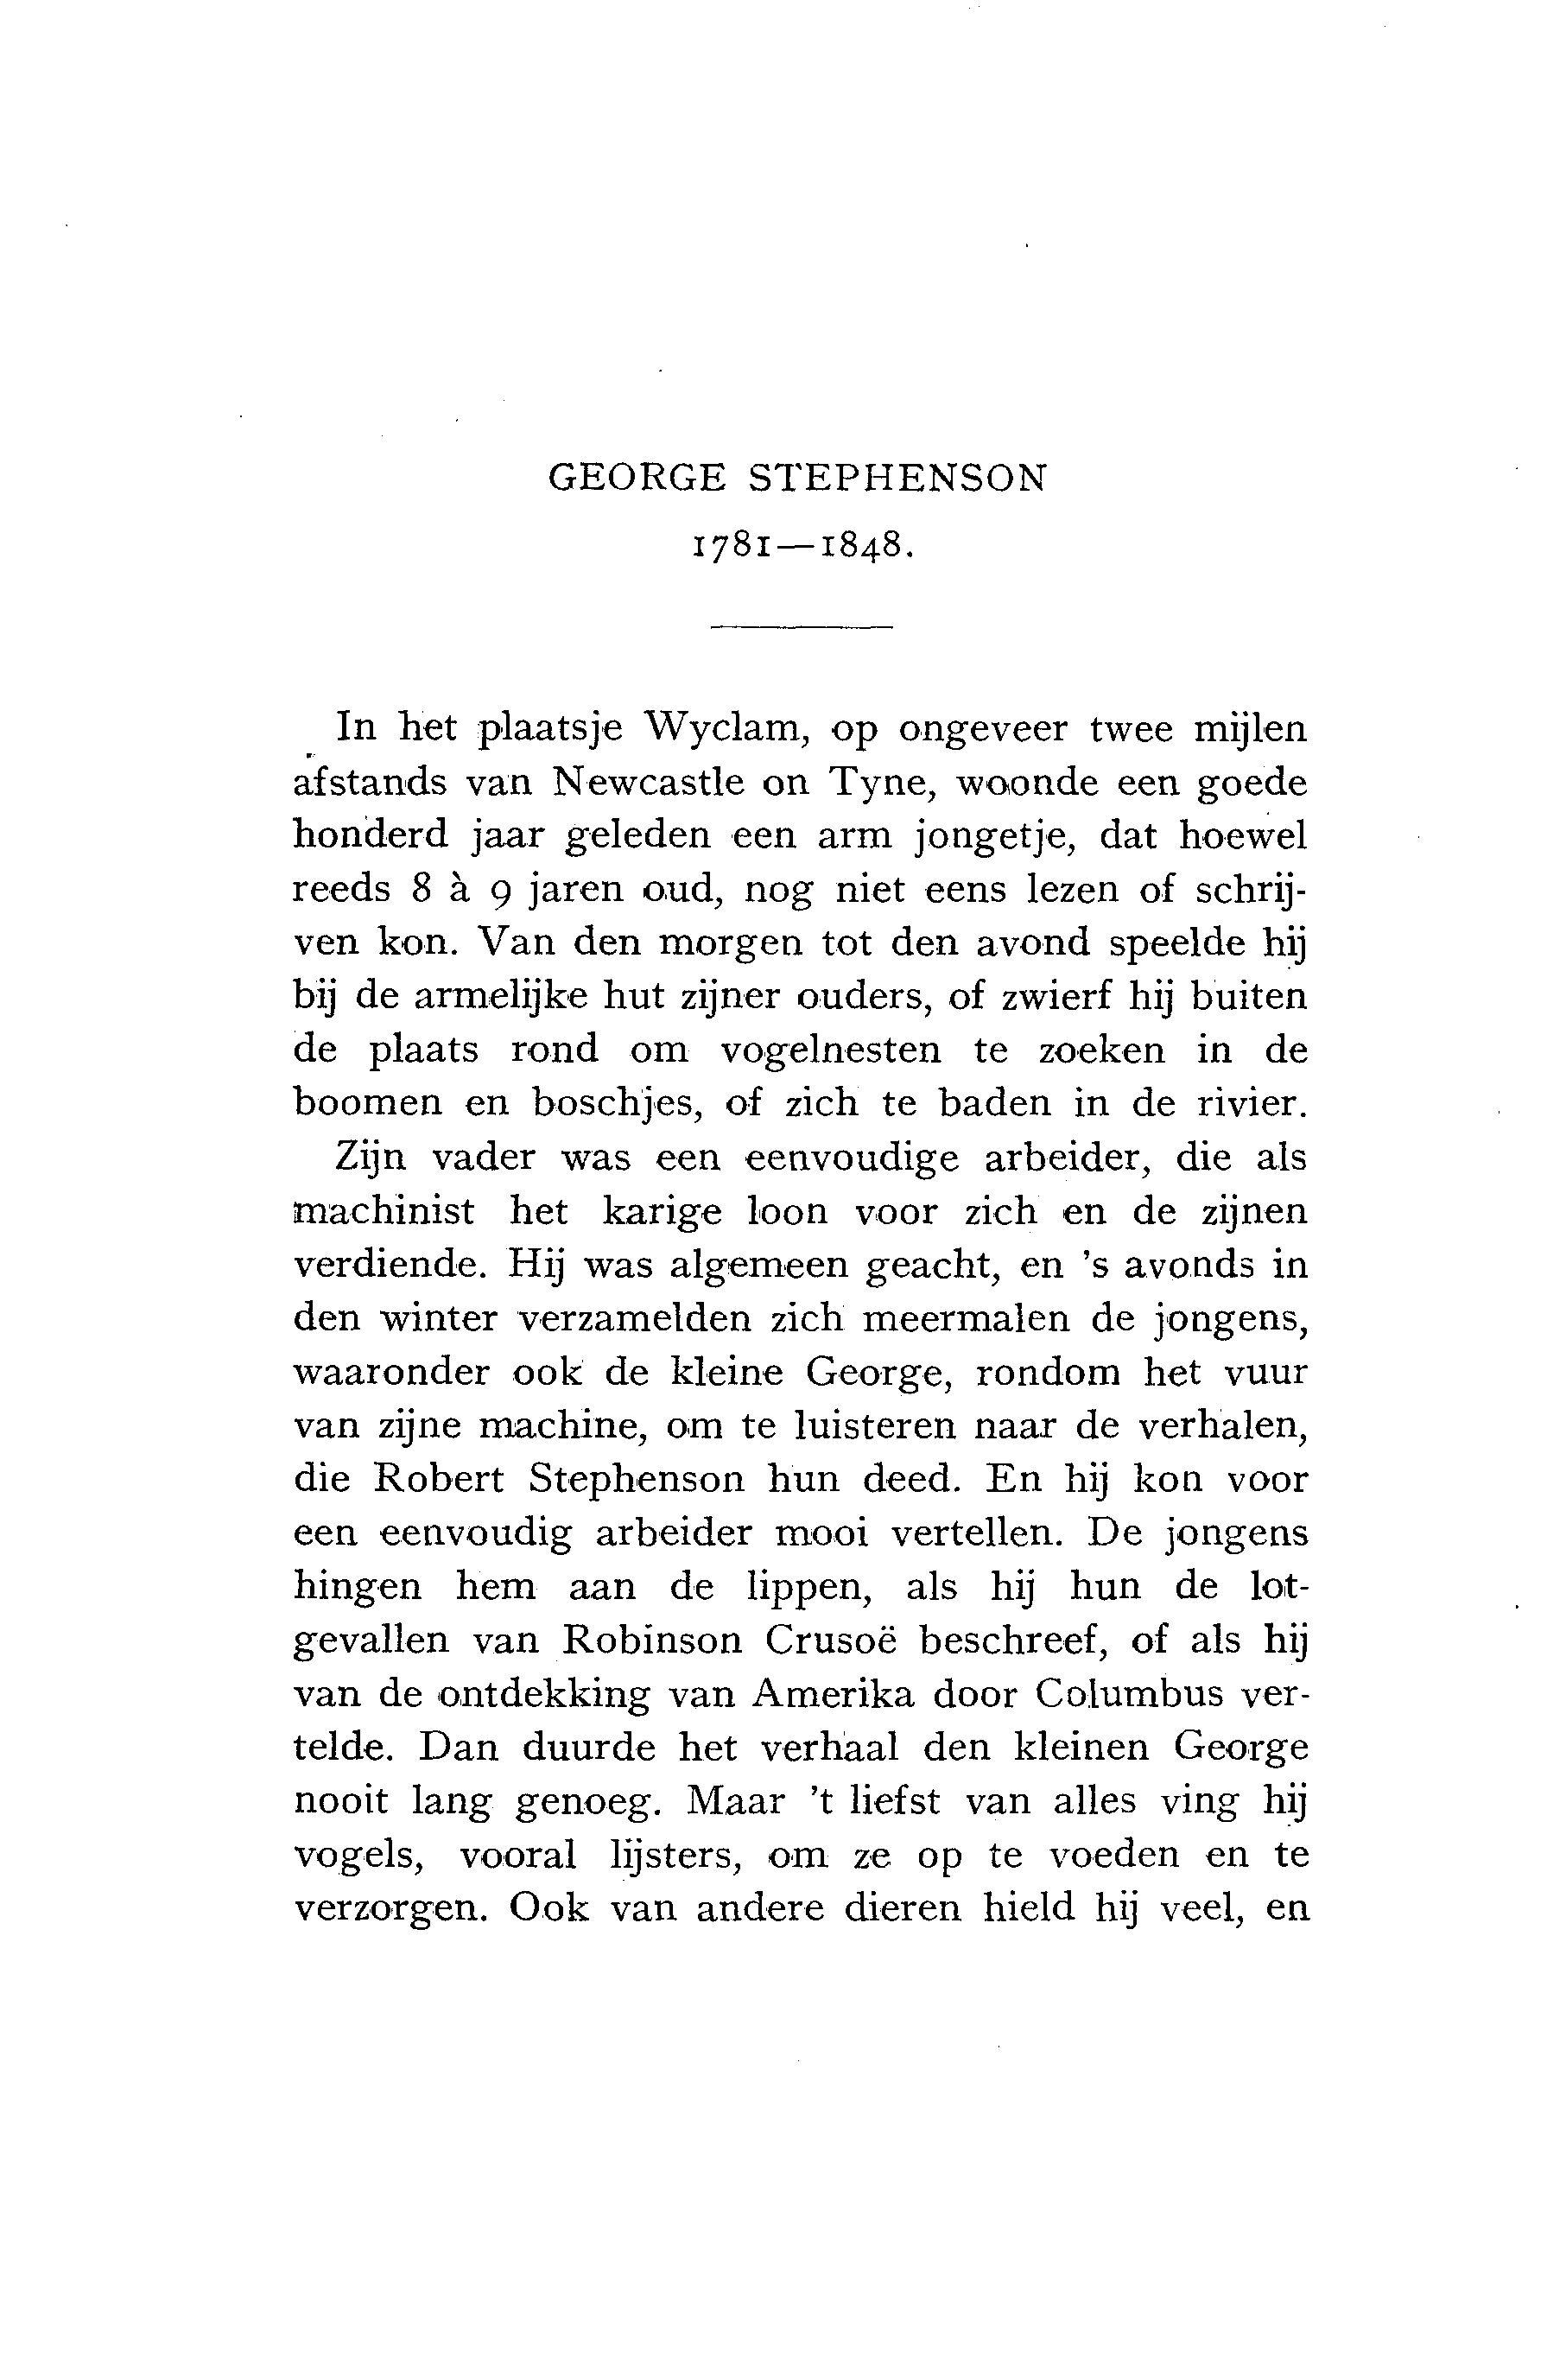 GEORGE STEPHENSON
1781—1848.
In het plaatsje Wyclam, op ongeveer twee mijlen
afstands van Newcastle on Tyne, woonde een goede
honderd jaar geleden een arm jongetje, dat hoewel
reeds 8 à 9 jaren oud, nog niet eens lezen of schrij-
ven kon. Van den morgen tot den avond speelde hij
bij de armelijke hut zijner ouders, of zwierf hij buiten
de plaats rond om vogelnesten te zoeken in de
boomen en boschjes, of zich te baden in de rivier.
Zijn vader was een eenvoudige arbeider, die als
machinist het karige loon voor zich en de zijnen
verdiende. Hij was algemeen geacht, en 's avonds in
den winter verzamelden zich meermalen de jongens,
waaronder ook de kleine George, rondom het vuur
van zijne machine, om te luisteren naar de verhalen,
die Robert Stephenson hun deed. En hij kon voor
een eenvoudig arbeider mooi vertellen. De jongens
hingen hem aan de lippen, als hij hun de lot-
gevallen van Robinson Crusoë beschreef, of als hij
van de ontdekking van Amerika door Columbus ver-
telde. Dan duurde het verhaal den kleinen George
nooit lang genoeg. Maar 't liefst van alles ving hij
vogels, vooral lijsters, om ze op te voeden en te
verzorgen. Ook van andere dieren hield hij veel, en